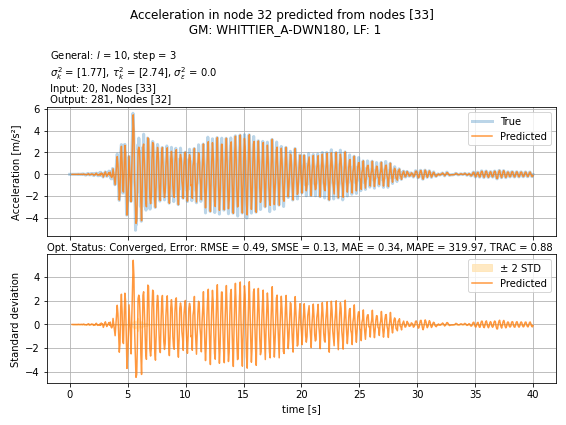 Acceleration in node 32 predicted from nodes [33]
GM: WHITTIER_A-DWN180, LF: 1
General: l = 10, step = 3
σ²ₖ = [1.77], τ²ₖ = [2.74], σ²ε = 0.0
Input: 20, Nodes [33]
Output: 281, Nodes [32]
6
4
2
0
−2
−4
Acceleration [m/s²]
True
Predicted
Opt. Status: Converged, Error: RMSE = 0.49, SMSE = 0.13, MAE = 0.34, MAPE = 319.97, TRAC = 0.88
4
2
0
−2
−4
Standard deviation
± 2 STD
Predicted
0 5 10 15 20 25 30 35 40
time [s]